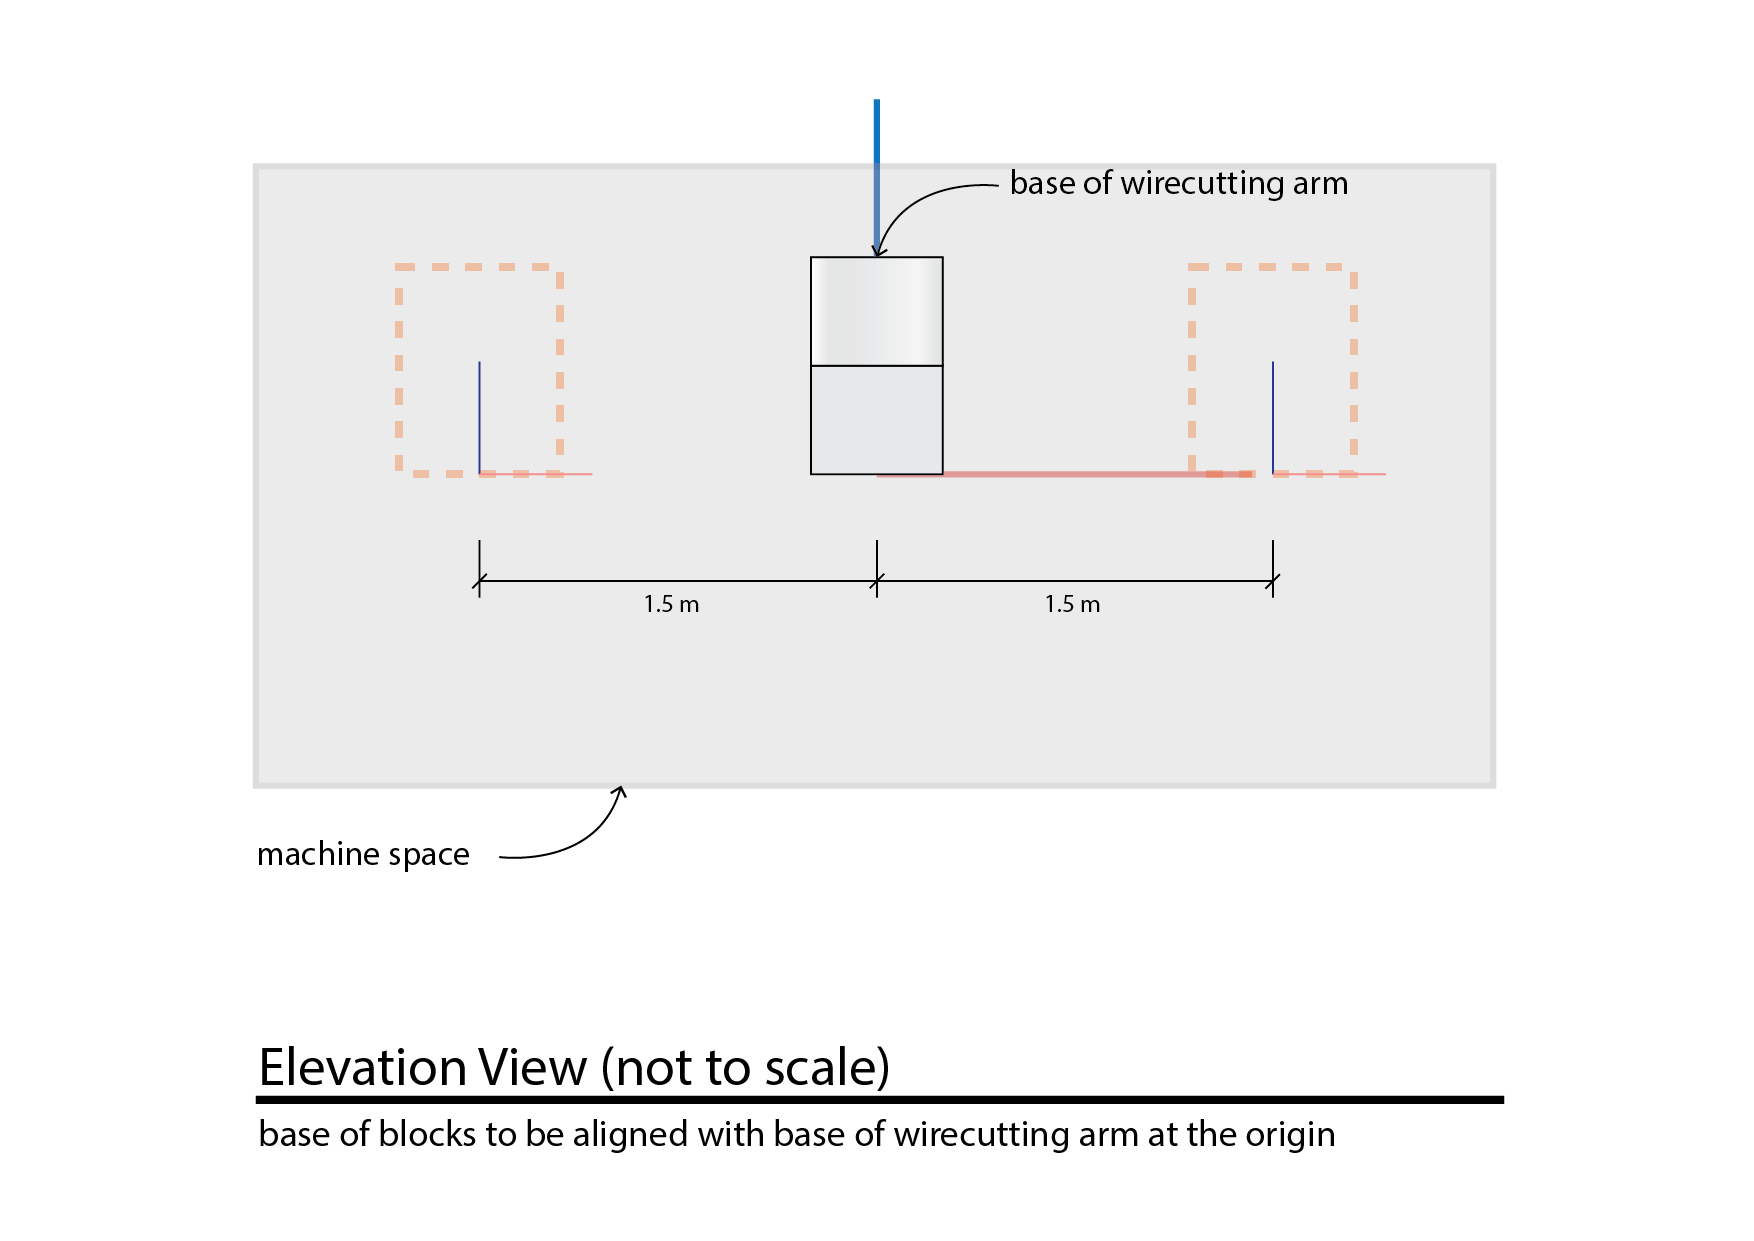 base of wirecutting arm
1.5 m
1.5 m
machine space
Elevation View (not to scale)
base of blocks to be aligned with base of wirecutting arm at the origin